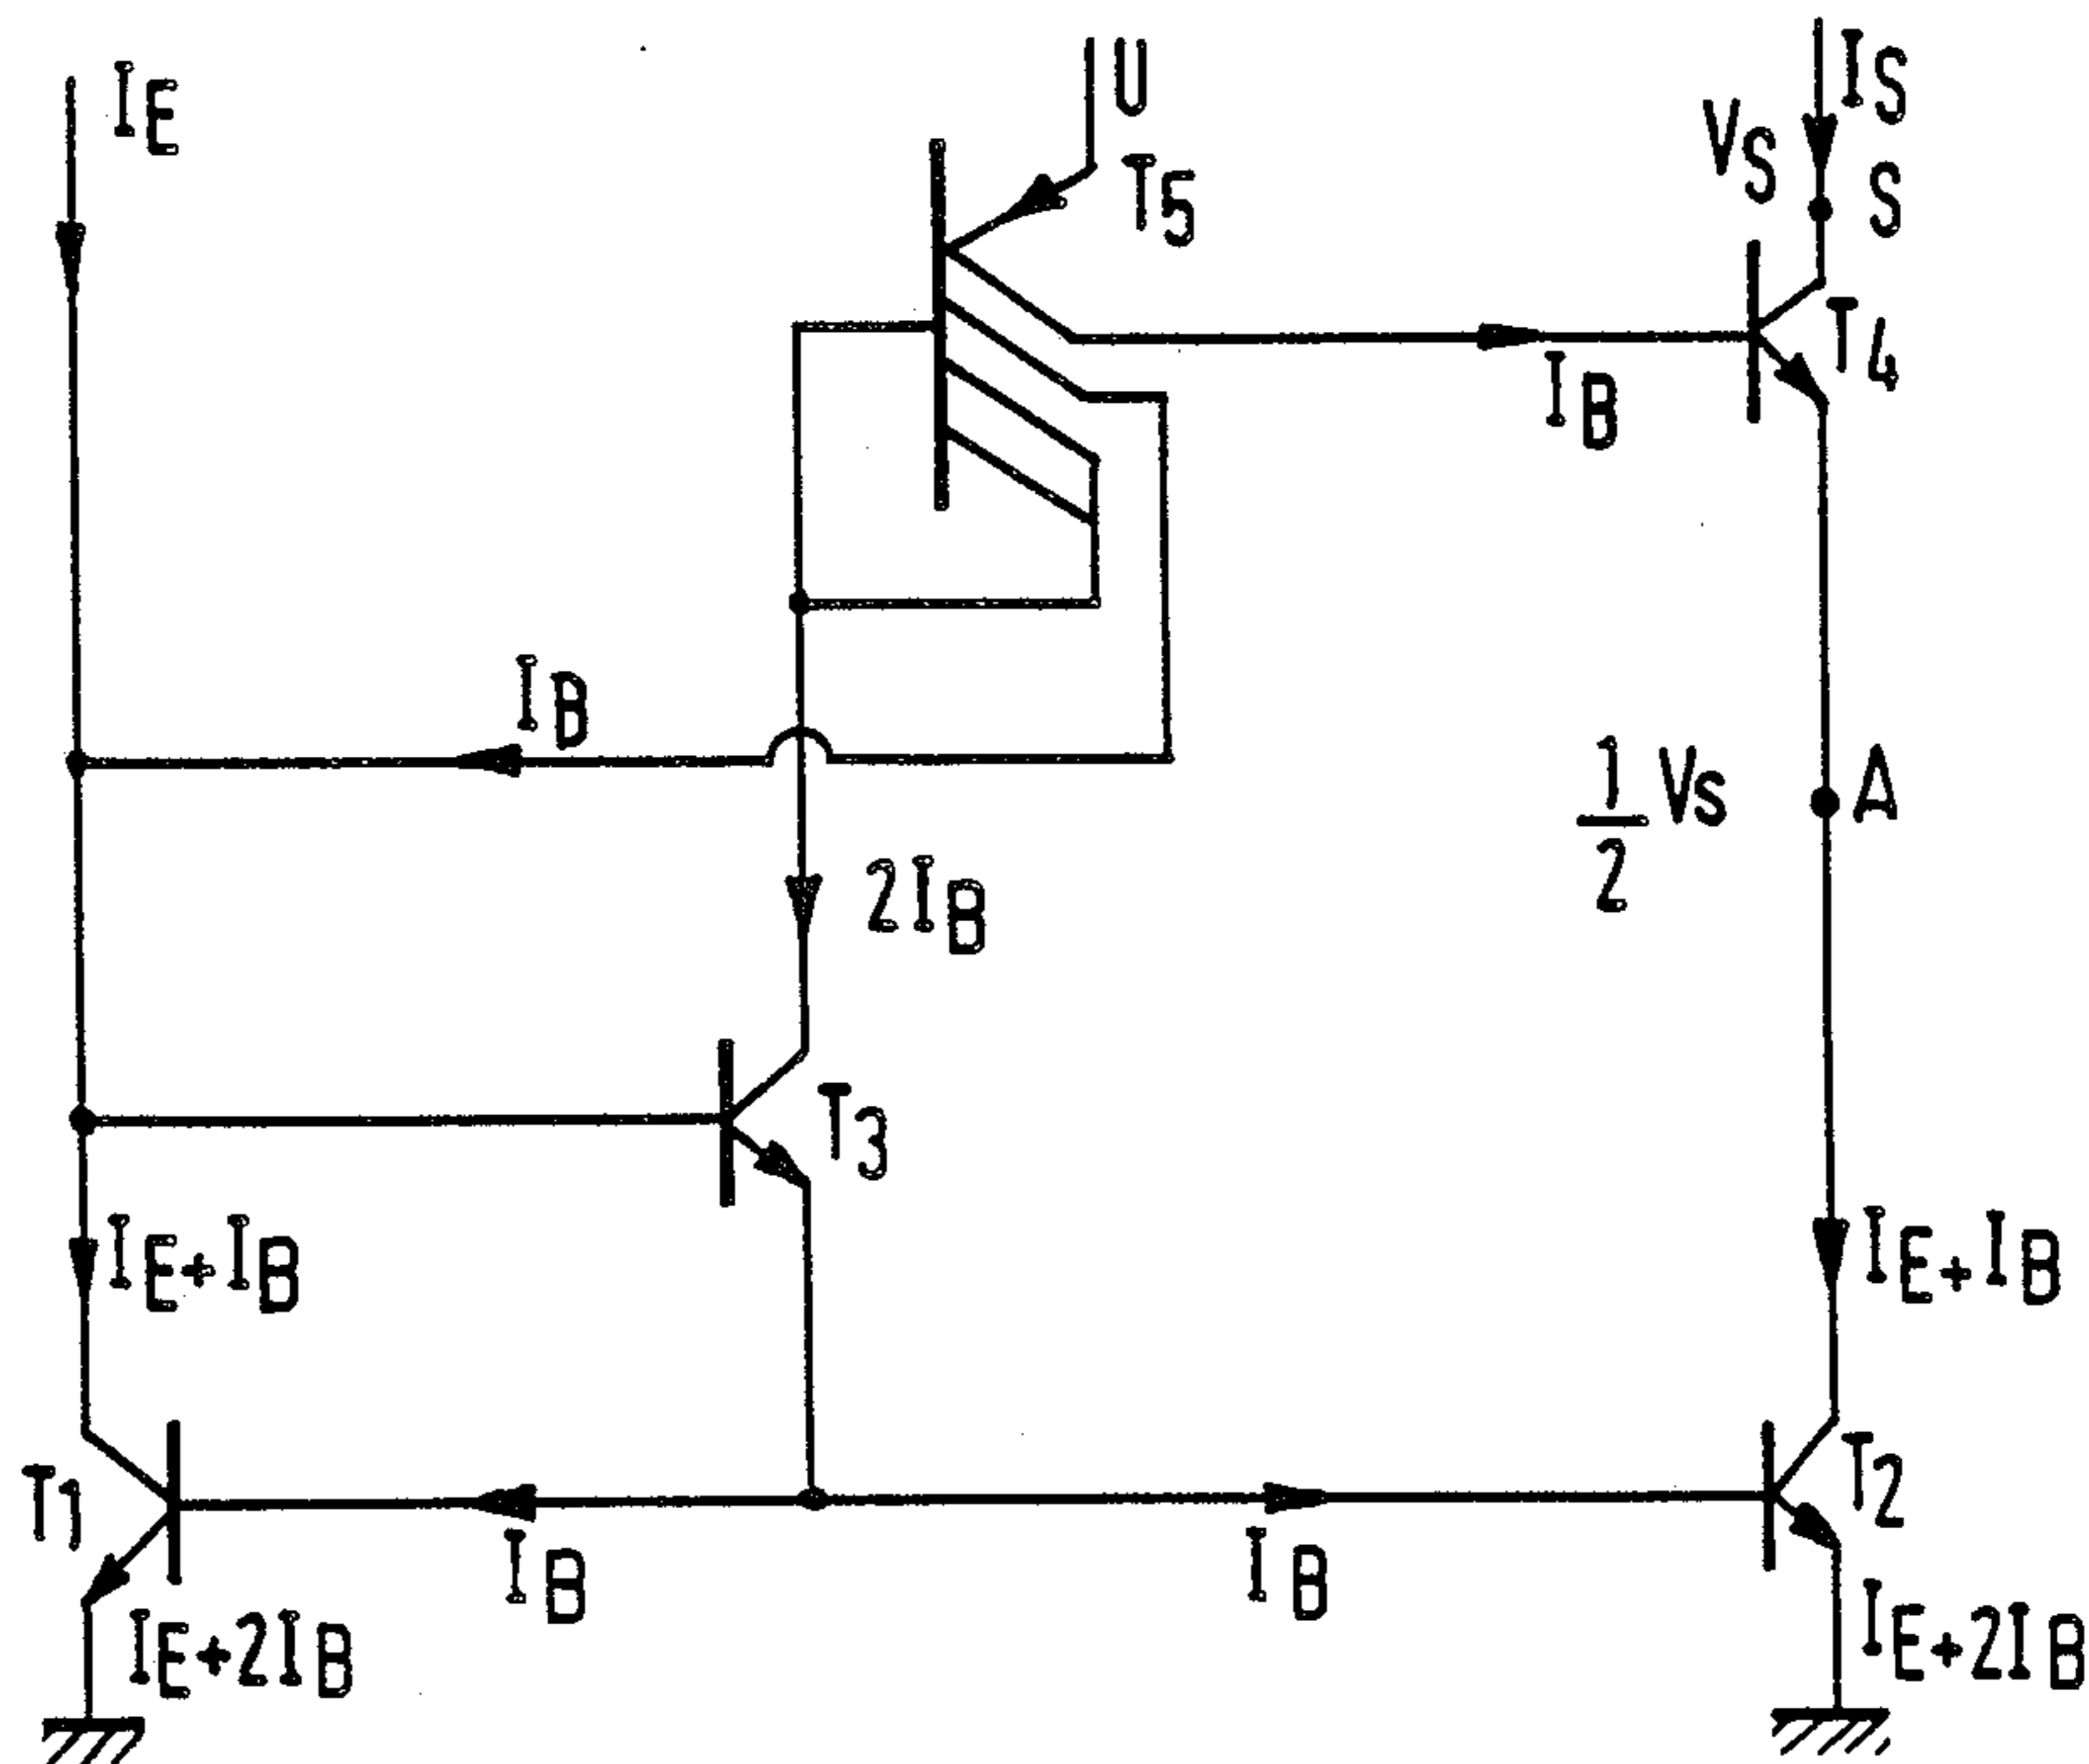 IE
U
IS
VS
S
T5
T4
IB
IB
1/2 VS
A
2IB
T3
IE+IB
IE+IB
T1
T2
IB
IB
IE+2IB
IE+2IB